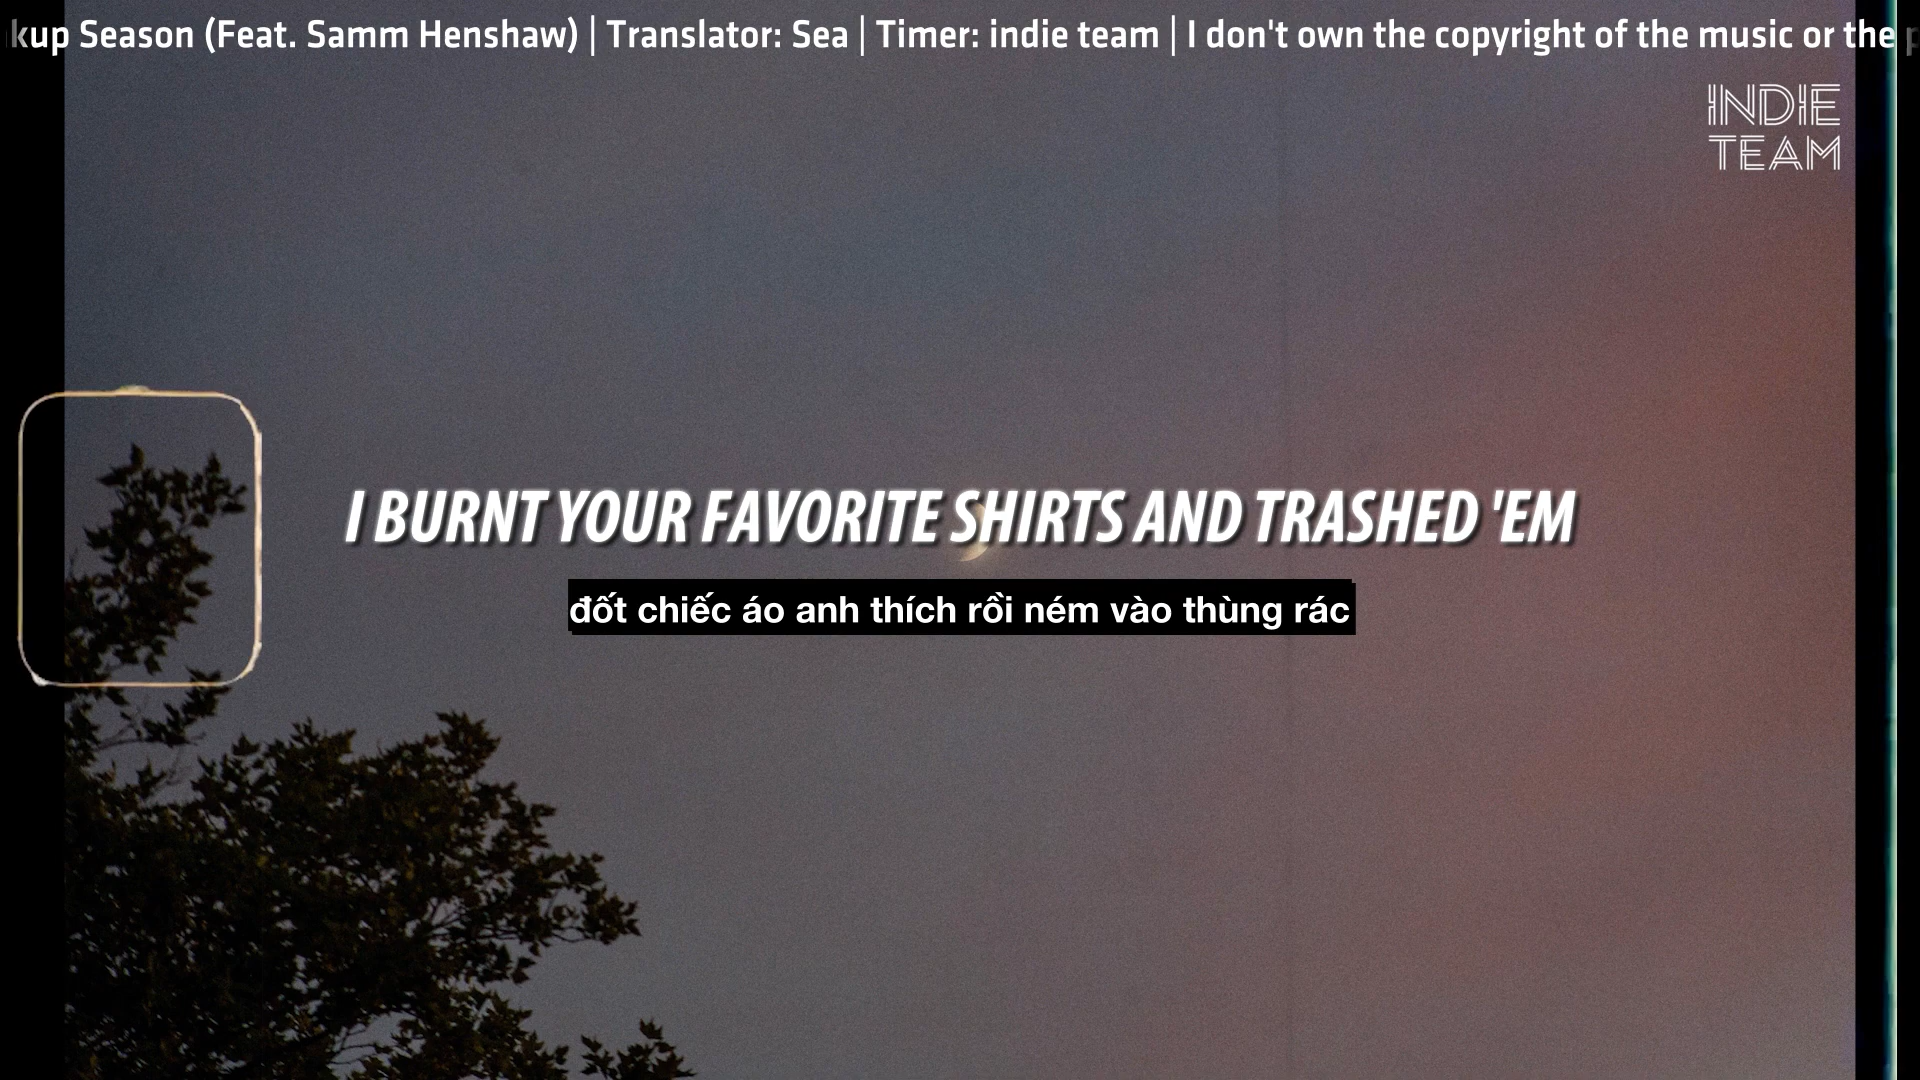 kup Season (Feat. Samm Henshaw) | Translator: Sea | Timer: indie team | I don't own the copyright of the music or the
INDIE
TEAM
I BURNT YOUR FAVORITE SHIRTS AND TRASHED 'EM
đốt chiếc áo anh thích rồi ném vào thùng rác